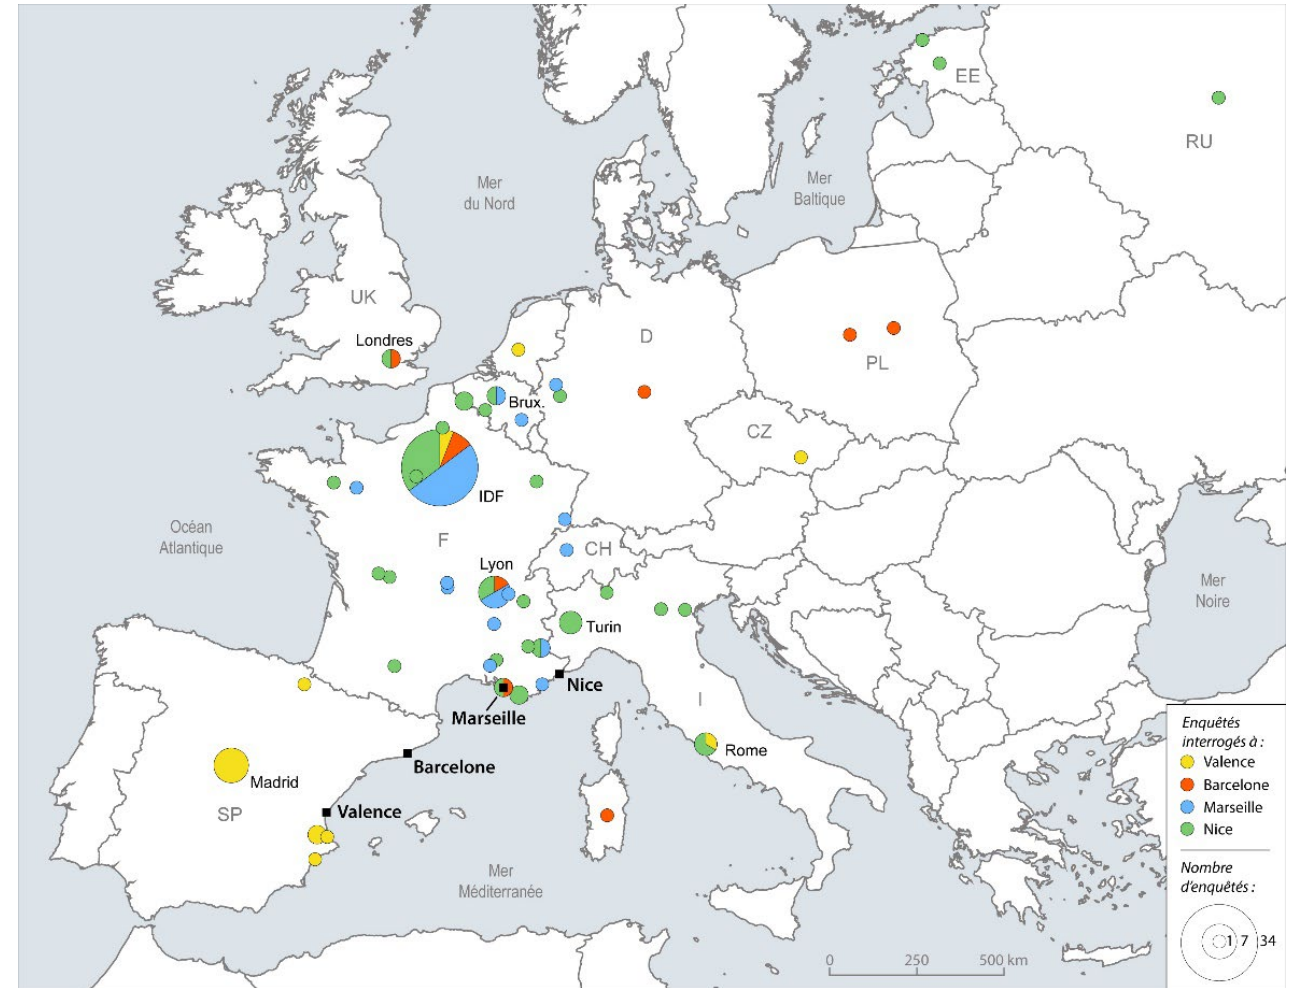 EE
RU
Mer
du Nord
Mer
Baltique
UK
Londres
D
PL
Brux.
CZ
IDF
Océan
Atlantique
F
CH
Lyon
Mer
Noire
Turin
Nice
Marseille
I
Rome
Barcelone
Madrid
SP
Valence
Mer
Méditerranée
Enquêtés
interrogés à :
Valence
Barcelone
Marseille
Nice
Nombre
d'enquêtés :
1 7 34
0 250 500 km